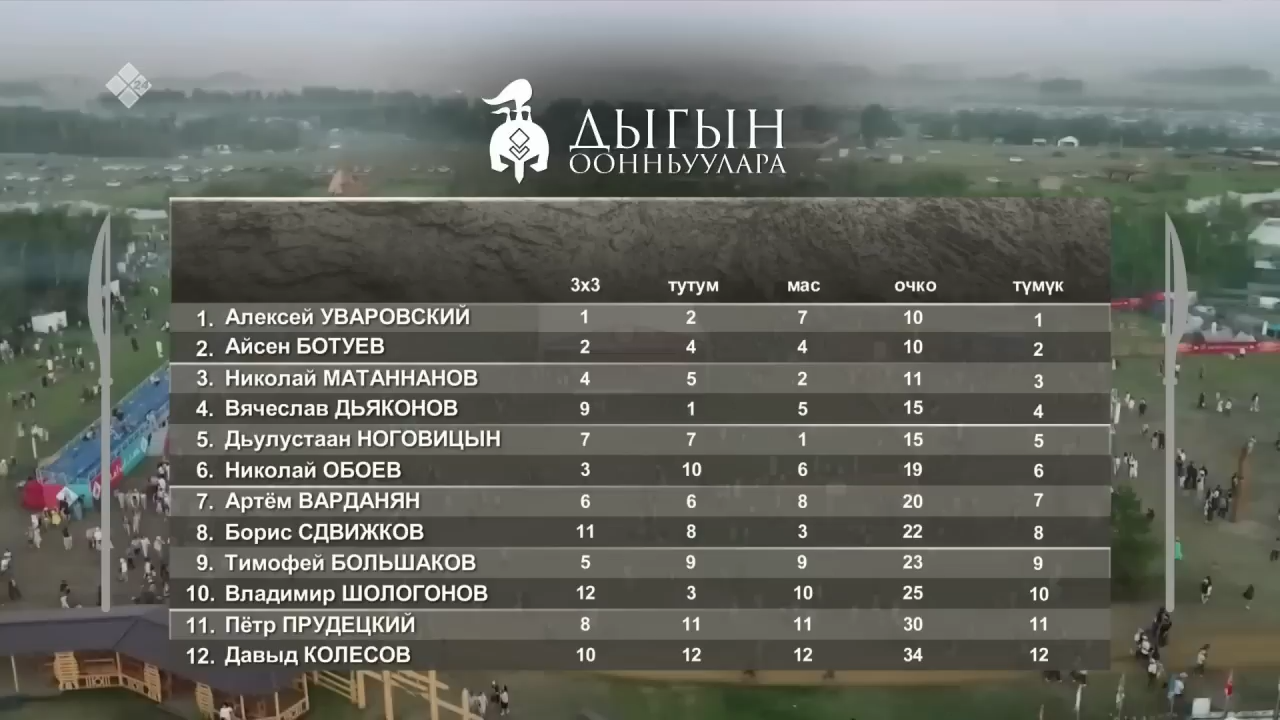 24
ДЫГЫН
ООННЬУУЛАРА
3х3 тутум мас очко түмүк
1. Алексей УВАРОВСКИЙ 1 2 7 10 1
2. Айсен БОТУЕВ 2 4 4 10 2
3. Николай МАТАННАНОВ 4 5 2 11 3
4. Вячеслав ДЬЯКОНОВ 9 1 5 15 4
5. Дьулустаан НОГОВИЦЫН 7 7 1 15 5
6. Николай ОБОЕВ 3 10 6 19 6
7. Артём ВАРДАНЯН 6 6 8 20 7
8. Борис СДВИЖКОВ 11 8 3 22 8
9. Тимофей БОЛЬШАКОВ 5 9 9 23 9
10. Владимир ШОЛОГОНОВ 12 3 10 25 10
11. Пётр ПРУДЕЦКИЙ 8 11 11 30 11
12. Давыд КОЛЕСОВ 10 12 12 34 12